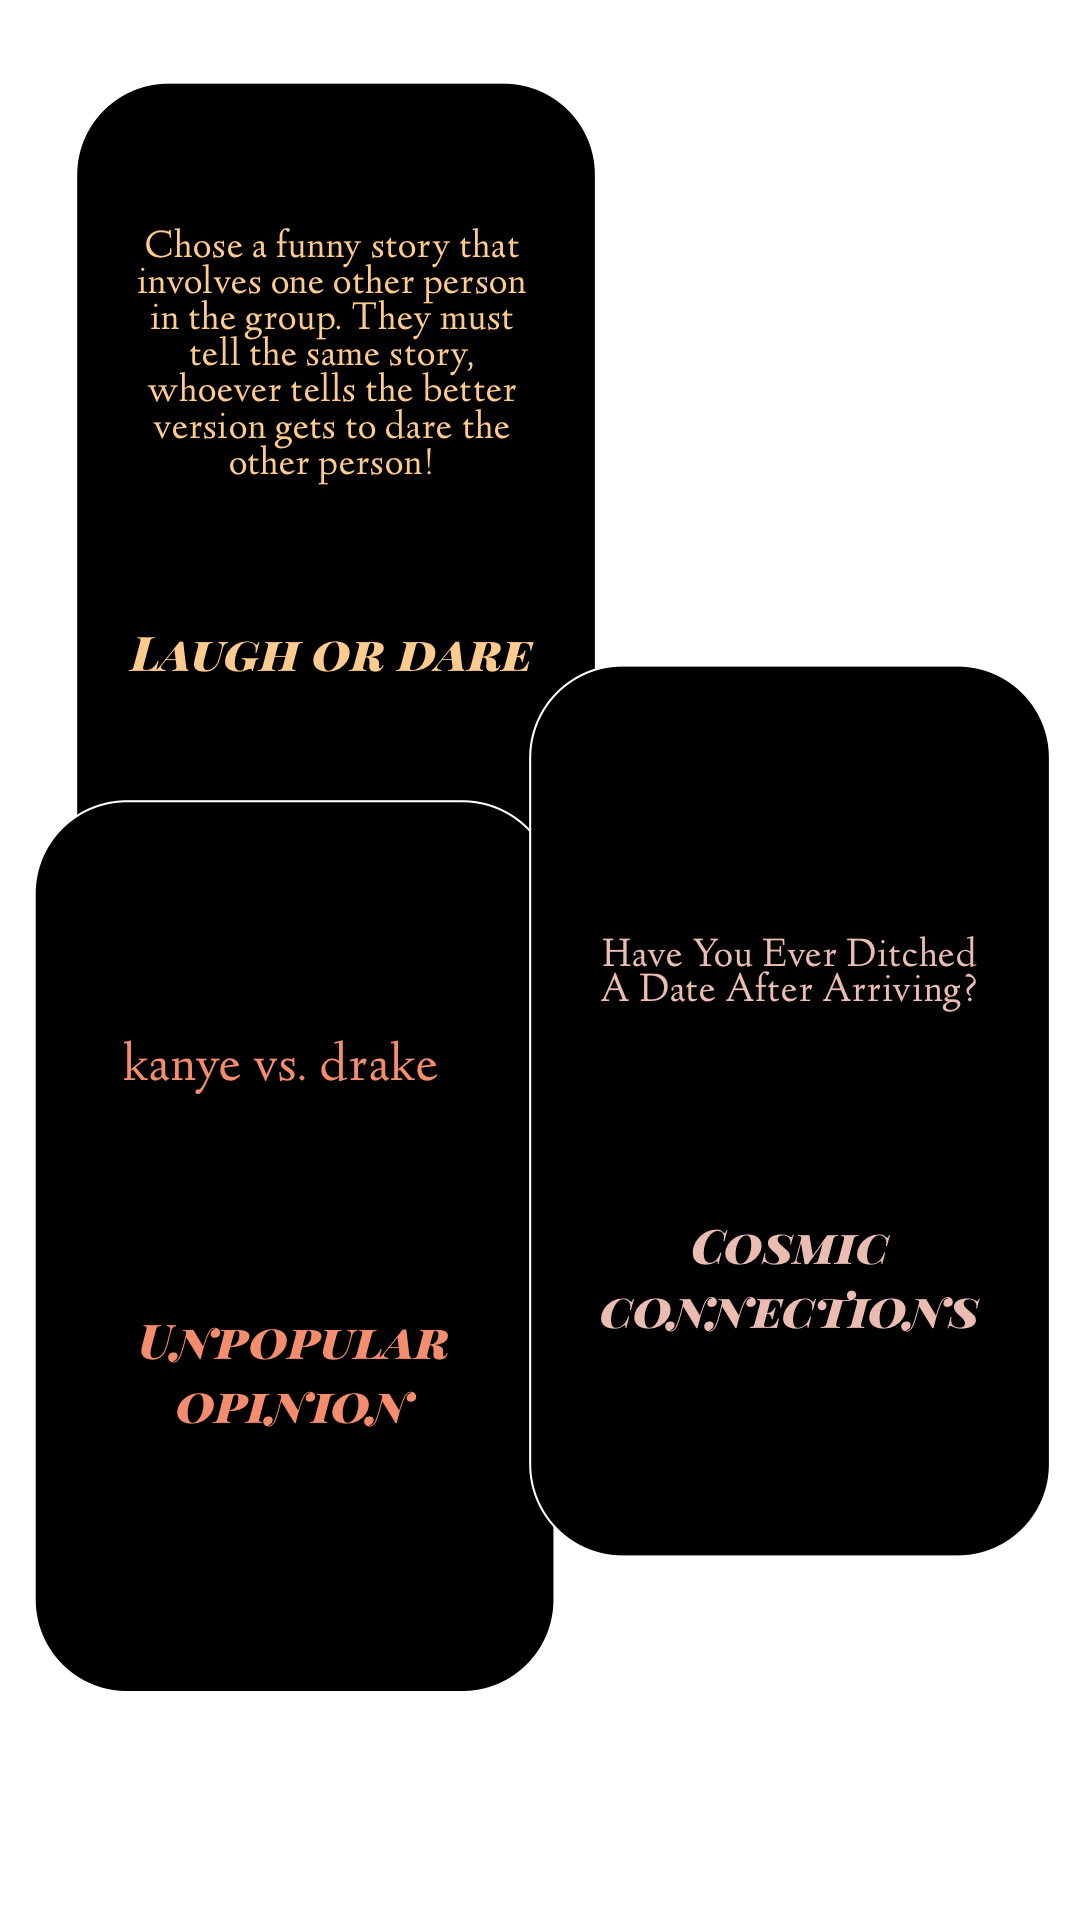 Chose a funny story that
involves one other person
in the group. They must
tell the same story,
whoever tells the better
version gets to dare the
other person!
Laugh or dare
kanye vs. drake
Unpopular
opinion
Have You Ever Ditched
A Date After Arriving?
Cosmic
connections